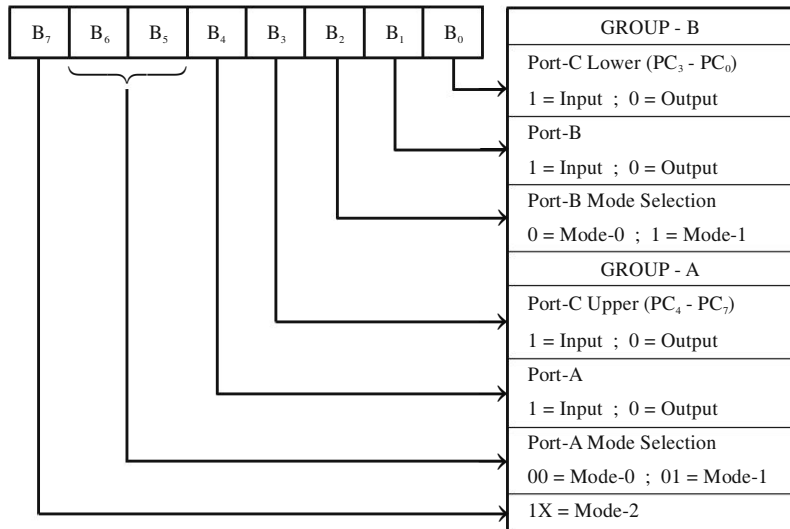 B₇ B₆ B₅ B₄ B₃ B₂ B₁ B₀
GROUP - B
Port-C Lower (PC₃ - PC₀)
1 = Input ; 0 = Output
Port-B
1 = Input ; 0 = Output
Port-B Mode Selection
0 = Mode-0 ; 1 = Mode-1
GROUP - A
Port-C Upper (PC₄ - PC₇)
1 = Input ; 0 = Output
Port-A
1 = Input ; 0 = Output
Port-A Mode Selection
00 = Mode-0 ; 01 = Mode-1
1X = Mode-2